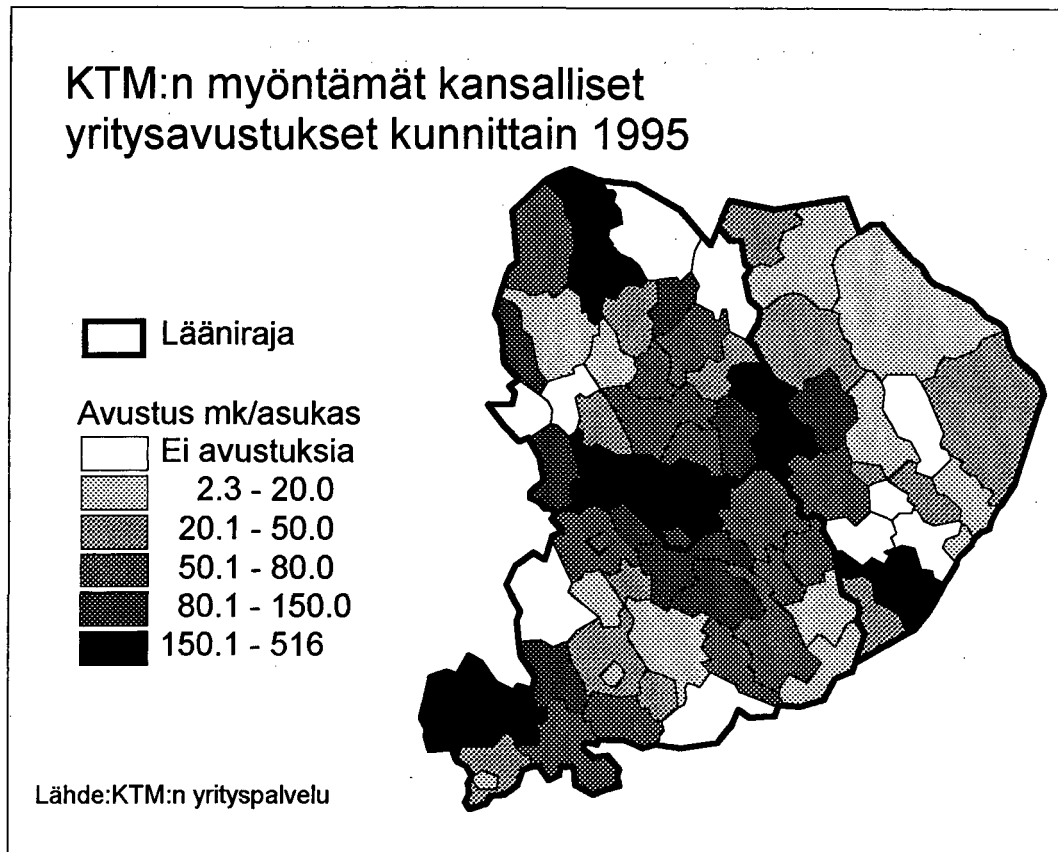 KTM:n myöntämät kansalliset
yritysavustukset kunnittain 1995
Lääniraja
Avustus mk/asukas
Ei avustuksia
2.3 - 20.0
20.1 - 50.0
50.1 - 80.0
80.1 - 150.0
150.1 - 516
Lähde:KTM:n yrityspalvelu